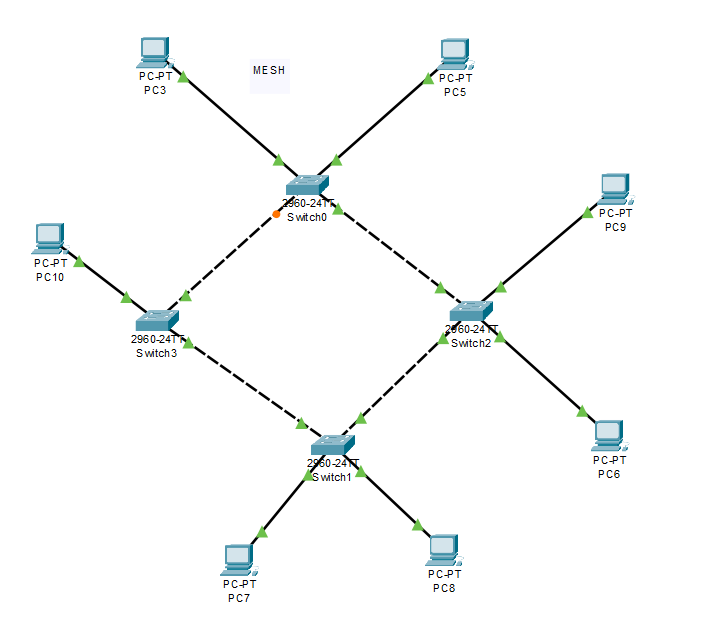 MESH
PC-PT
PC3
PC-PT
PC5
2960-24TT
Switch0
PC-PT
PC9
PC-PT
PC10
2960-24TT
Switch3
2960-24TT
Switch2
PC-PT
PC6
2960-24TT
Switch1
PC-PT
PC7
PC-PT
PC8